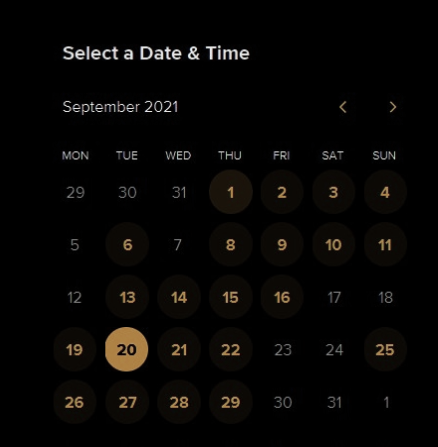 Select a Date & Time
September 2021
MON TUE WED THU FRI SAT SUN
29 30 31 1 2 3 4
5 6 7 8 9 10 11
12 13 14 15 16 17 18
19 20 21 22 23 24 25
26 27 28 29 30 31 1